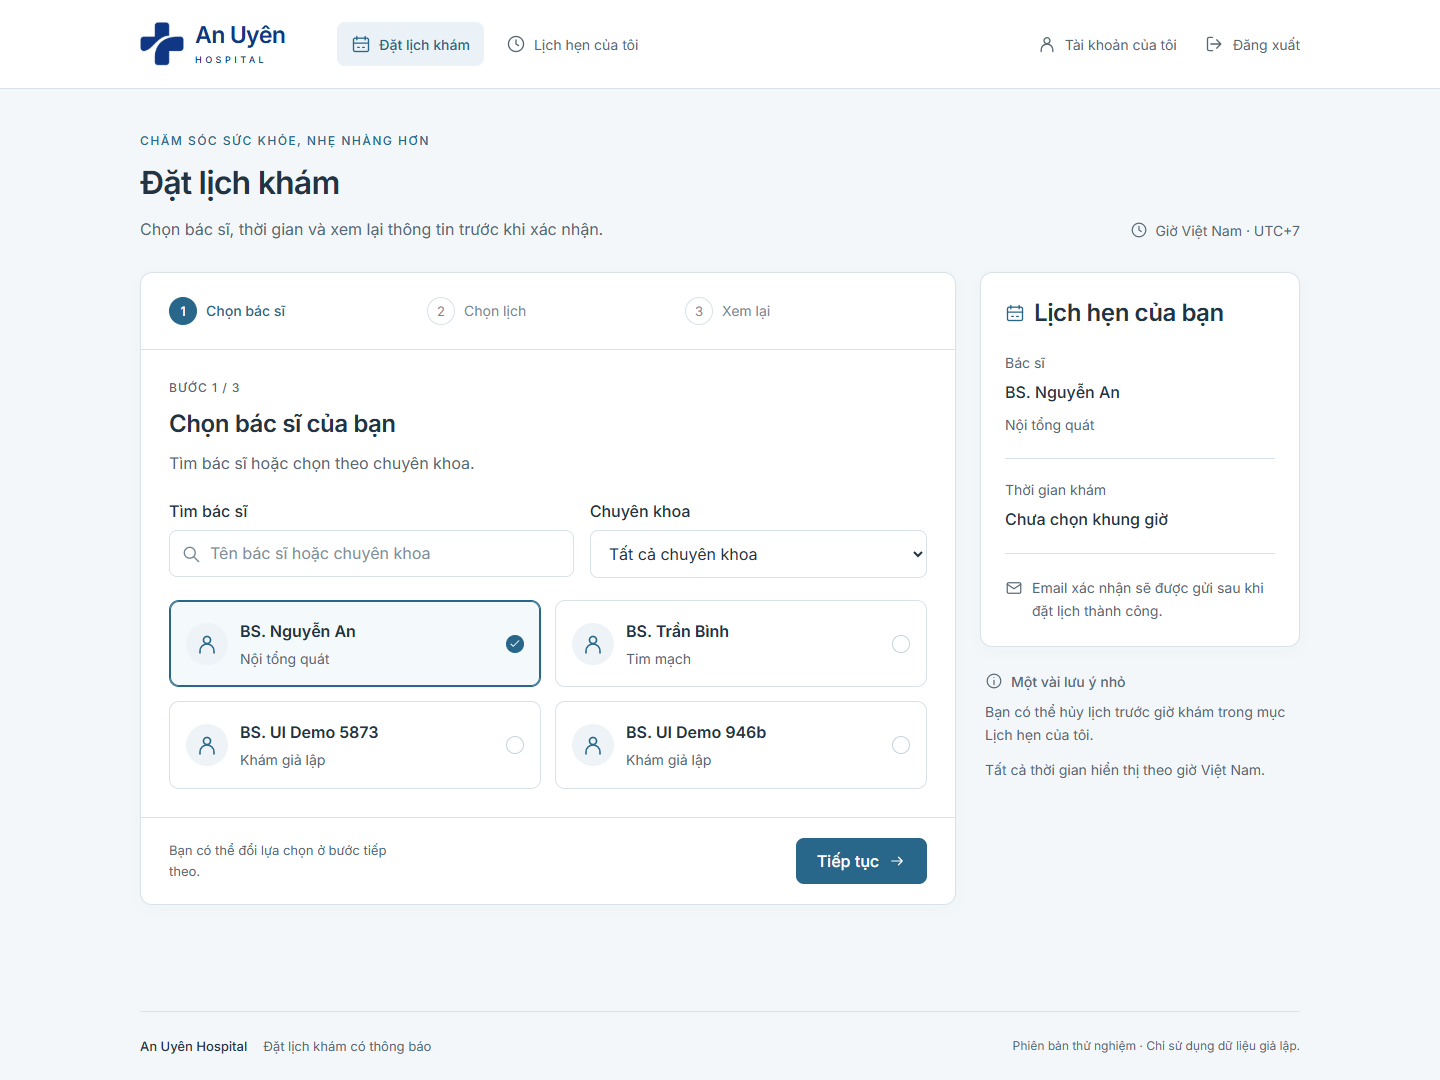 An Uyên
HOSPITAL
Đặt lịch khám
Lịch hẹn của tôi
Tài khoản của tôi
Đăng xuất
CHĂM SÓC SỨC KHỎE, NHẸ NHÀNG HƠN
Đặt lịch khám
Chọn bác sĩ, thời gian và xem lại thông tin trước khi xác nhận.
Giờ Việt Nam · UTC+7
1 Chọn bác sĩ
2 Chọn lịch
3 Xem lại
BƯỚC 1 / 3
Chọn bác sĩ của bạn
Tìm bác sĩ hoặc chọn theo chuyên khoa.
Tìm bác sĩ
Chuyên khoa
Tên bác sĩ hoặc chuyên khoa
Tất cả chuyên khoa
BS. Nguyễn An
Nội tổng quát
BS. Trần Bình
Tim mạch
BS. UI Demo 5873
Khám giả lập
BS. UI Demo 946b
Khám giả lập
Bạn có thể đổi lựa chọn ở bước tiếp
theo.
Tiếp tục
Lịch hẹn của bạn
Bác sĩ
BS. Nguyễn An
Nội tổng quát
Thời gian khám
Chưa chọn khung giờ
Email xác nhận sẽ được gửi sau khi
đặt lịch thành công.
Một vài lưu ý nhỏ
Bạn có thể hủy lịch trước giờ khám trong mục
Lịch hẹn của tôi.
Tất cả thời gian hiển thị theo giờ Việt Nam.
An Uyên Hospital
Đặt lịch khám có thông báo
Phiên bản thử nghiệm · Chỉ sử dụng dữ liệu giả lập.